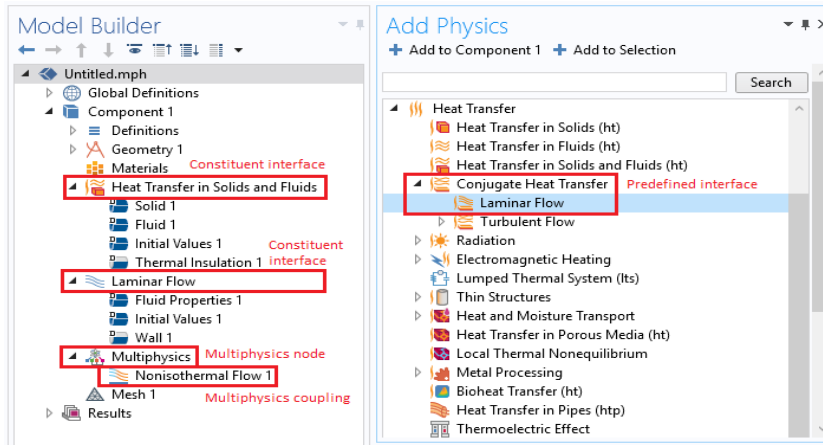 Model Builder
Untitled.mph
Global Definitions
Component 1
Definitions
Geometry 1
Materials
Constituent interface
Heat Transfer in Solids and Fluids
Solid 1
Fluid 1
Initial Values 1
Constituent
Thermal Insulation 1
interface
Laminar Flow
Fluid Properties 1
Initial Values 1
Wall 1
Multiphysics
Multiphysics node
Nonisothermal Flow 1
Mesh 1
Multiphysics coupling
Results
Add Physics
Add to Component 1
Add to Selection
Search
Heat Transfer
Heat Transfer in Solids (ht)
Heat Transfer in Fluids (ht)
Heat Transfer in Solids and Fluids (ht)
Conjugate Heat Transfer
Predefined interface
Laminar Flow
Turbulent Flow
Radiation
Electromagnetic Heating
Lumped Thermal System (lts)
Thin Structures
Heat and Moisture Transport
Heat Transfer in Porous Media (ht)
Local Thermal Nonequilibrium
Metal Processing
Bioheat Transfer (ht)
Heat Transfer in Pipes (htp)
Thermoelectric Effect